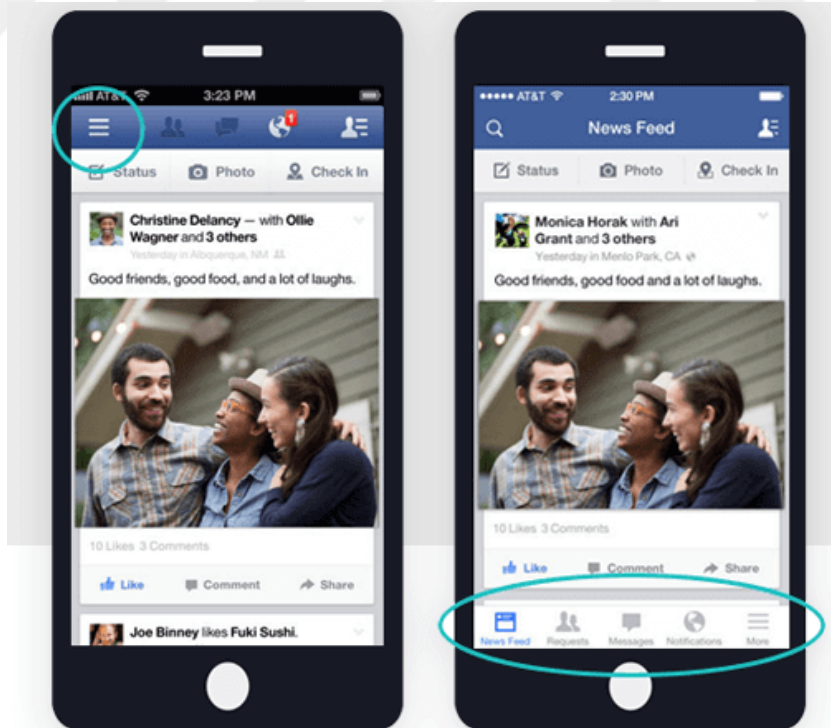 AT&T 3:23 PM
1
Status Photo Check In
Christine Delancy — with Ollie
Wagner and 3 others
Yesterday in Albuquerque, NM
Good friends, good food, and a lot of laughs.
10 Likes 3 Comments
Like Comment Share
Joe Binney likes Fuki Sushi.
AT&T 2:30 PM
News Feed
Status Photo Check In
Monica Horak with Ari
Grant and 3 others
Yesterday in Menlo Park, CA
Good friends, good food and a lot of laughs.
10 Likes 3 Comments
Like Comment Share
News Feed Requests Messages Notifications More